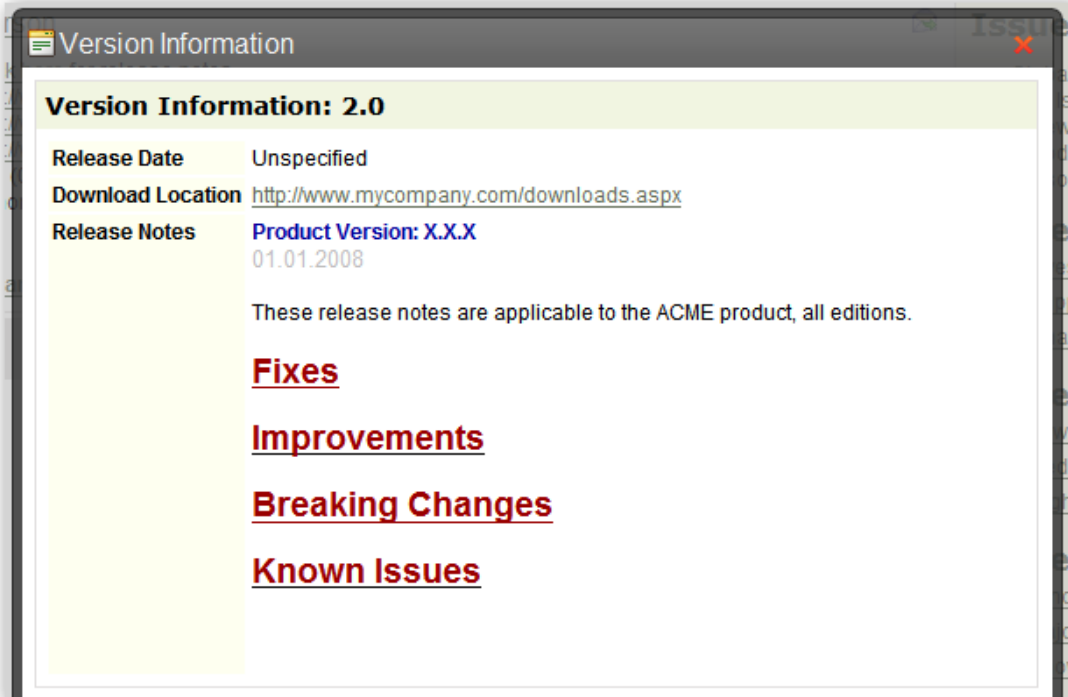 Version Information
Version Information: 2.0
Release Date Unspecified
Download Location http://www.mycompany.com/downloads.aspx
Release Notes Product Version: X.X.X
01.01.2008
These release notes are applicable to the ACME product, all editions.
Fixes
Improvements
Breaking Changes
Known Issues